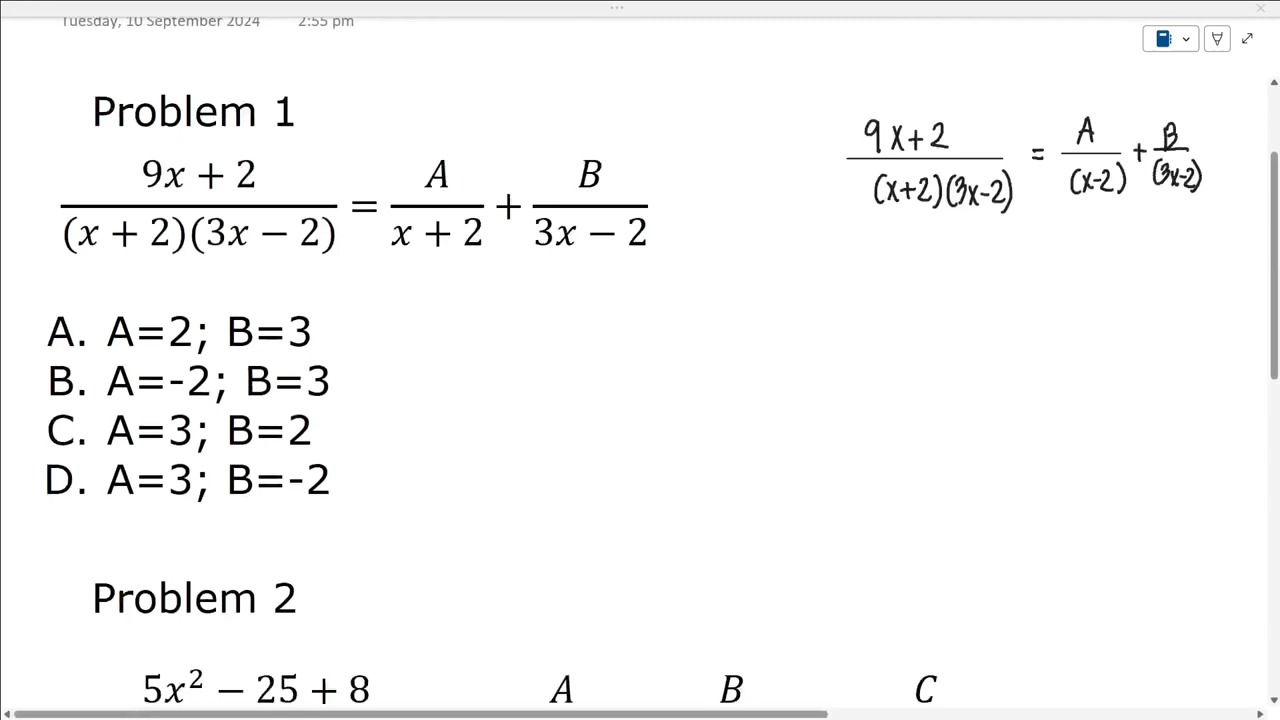 Tuesday, 10 September 2024 2:55 pm
Problem 1
9x + 2 / (x + 2)(3x − 2) = A / x + 2 + B / 3x − 2
9x+2 / (x+2)(3x-2) = A / (x-2) + B / (3x-2)
A. A=2; B=3
B. A=-2; B=3
C. A=3; B=2
D. A=3; B=-2
Problem 2
5x² − 25 + 8 A B C